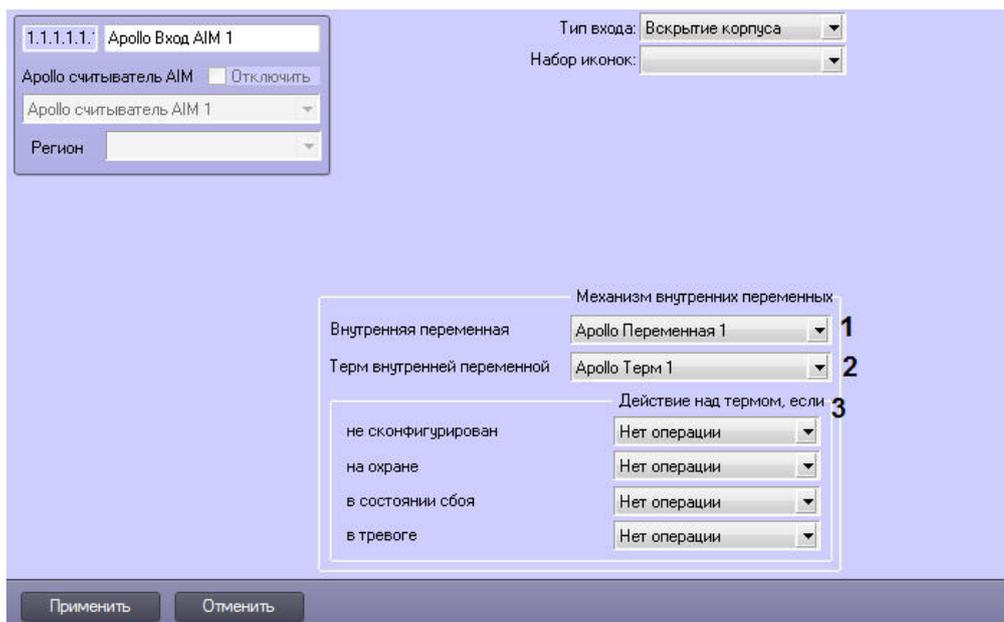 1.1.1.1.1. Apollo Вход AIM 1
Тип входа: Вскрытие корпуса
Набор иконок:
Apollo считыватель AIM Отключить
Apollo считыватель AIM 1
Регион
Механизм внутренних переменных
Внутренняя переменная Apollo Переменная 1 1
Терм внутренней переменной Apollo Терм 1 2
Действие над термом, если 3
не сконфигурирован Нет операции
на охране Нет операции
в состоянии сбоя Нет операции
в тревоге Нет операции
Применить Отменить